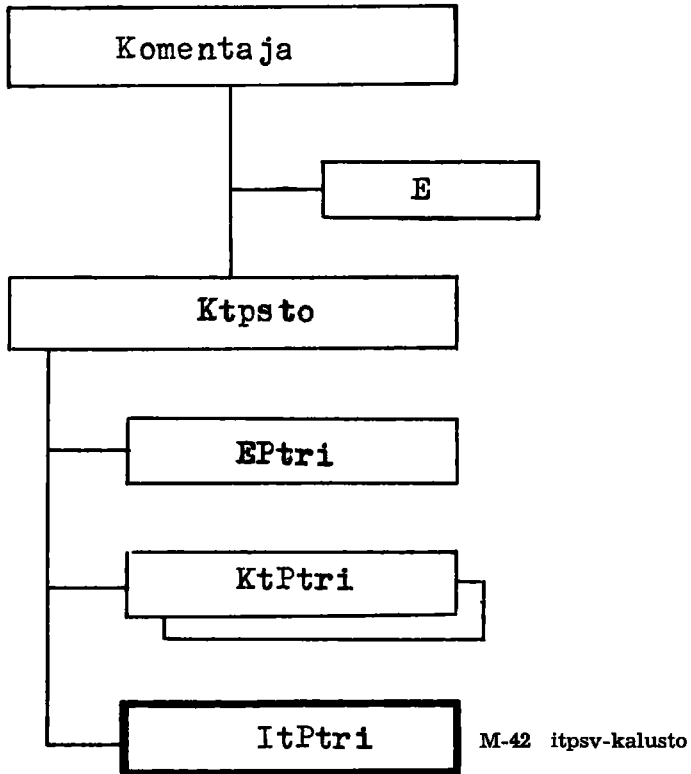 Komentaja
E
Ktpsto
EPtri
KtPtri
ItPtri M-42 itpsv-kalusto